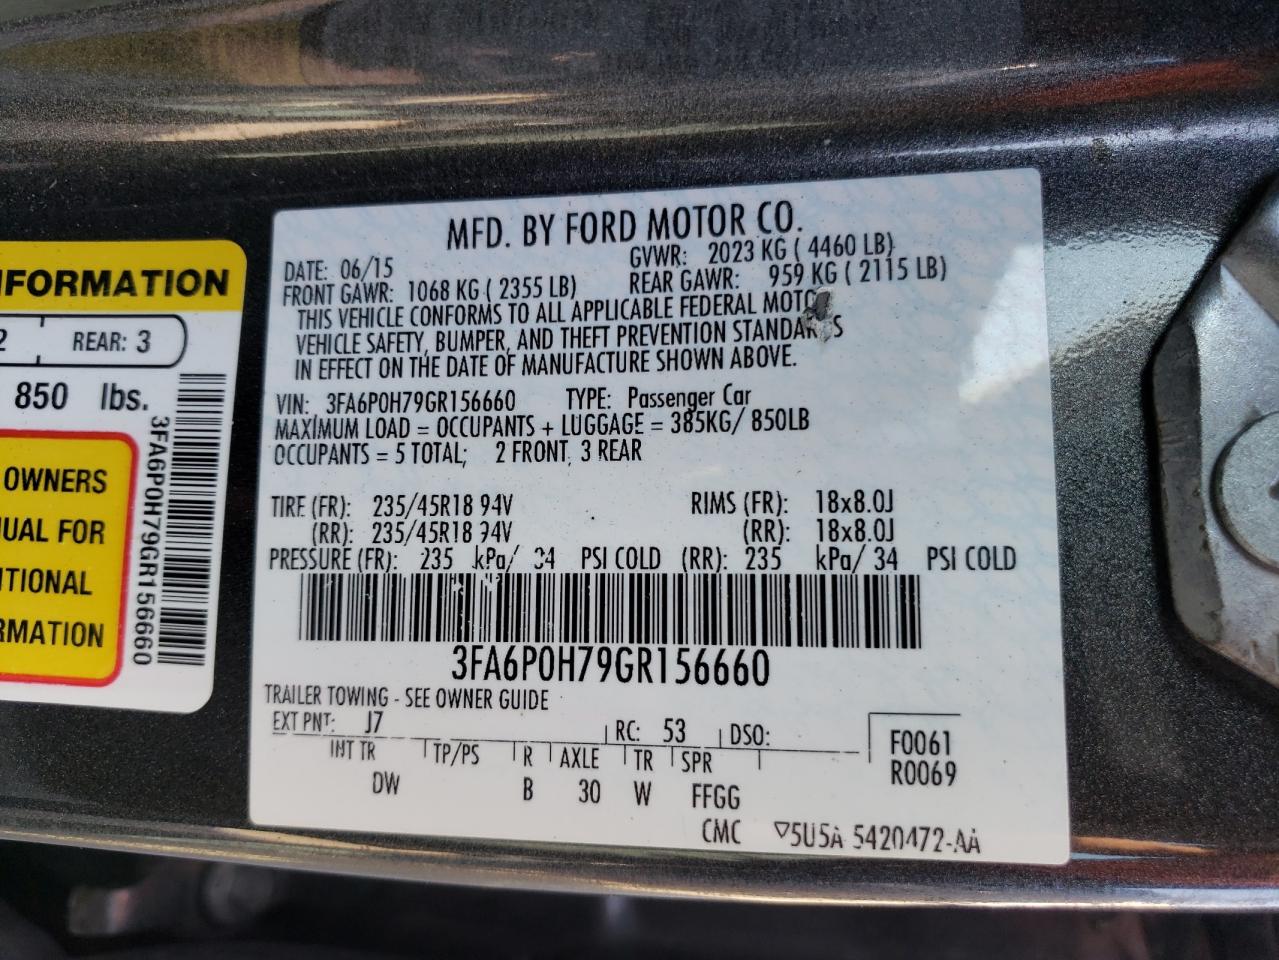 INFORMATION
2 REAR: 3
850 lbs.
OWNERS
UAL FOR
ITIONAL
RMATION
3FA6P0H79GR156660
MFD. BY FORD MOTOR CO.
DATE: 06/15 GVWR: 2023 KG ( 4460 LB)
FRONT GAWR: 1068 KG ( 2355 LB) REAR GAWR: 959 KG ( 2115 LB)
THIS VEHICLE CONFORMS TO ALL APPLICABLE FEDERAL MOTOR
VEHICLE SAFETY, BUMPER, AND THEFT PREVENTION STANDARDS
IN EFFECT ON THE DATE OF MANUFACTURE SHOWN ABOVE.
VIN: 3FA6P0H79GR156660 TYPE: Passenger Car
MAXIMUM LOAD = OCCUPANTS + LUGGAGE = 385KG/ 850LB
OCCUPANTS = 5 TOTAL; 2 FRONT, 3 REAR
TIRE (FR): 235/45R18 94V RIMS (FR): 18x8.0J
(RR): 235/45R18 94V (RR): 18x8.0J
PRESSURE (FR): 235 kPa/ 34 PSI COLD (RR): 235 kPa/ 34 PSI COLD
3FA6P0H79GR156660
TRAILER TOWING - SEE OWNER GUIDE
EXT PNT: J7 RC: 53 DSO: F0061
INT TR TP/PS R AXLE TR SPR R0069
DW B 30 W FFGG
CMC ▽5U5A 5420472-AA